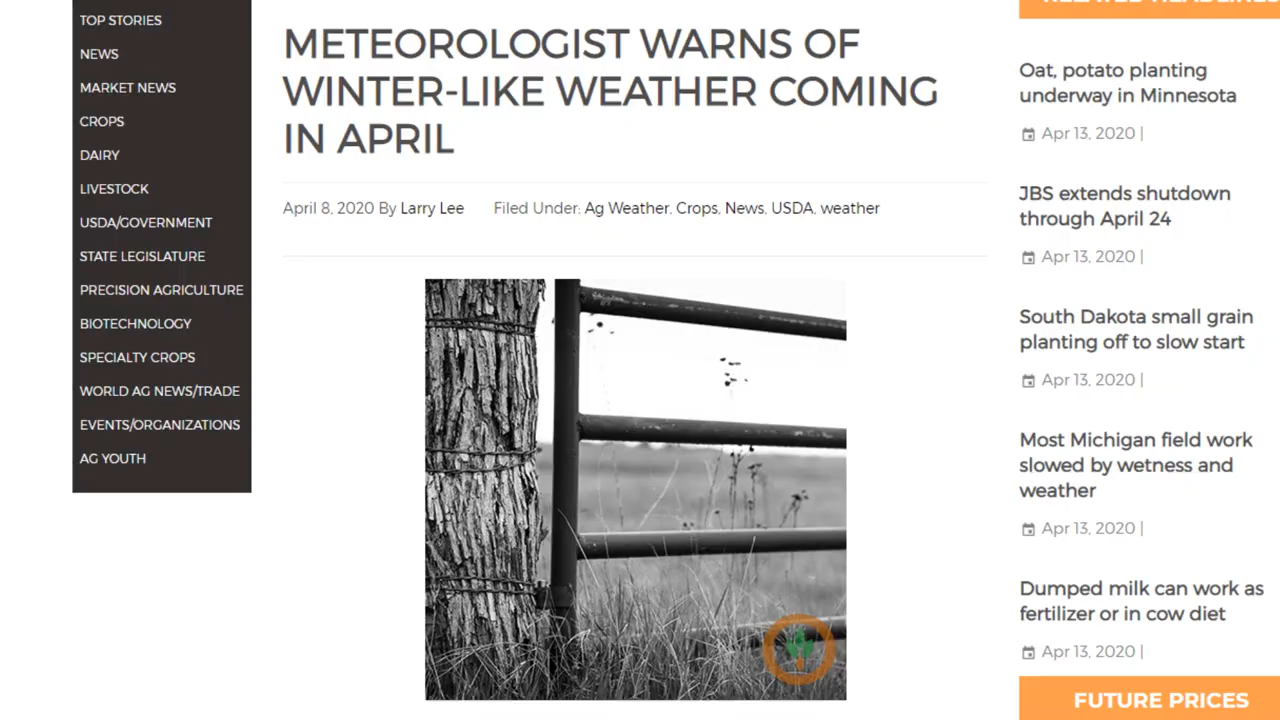 TOP STORIES
NEWS
MARKET NEWS
CROPS
DAIRY
LIVESTOCK
USDA/GOVERNMENT
STATE LEGISLATURE
PRECISION AGRICULTURE
BIOTECHNOLOGY
SPECIALTY CROPS
WORLD AG NEWS/TRADE
EVENTS/ORGANIZATIONS
AG YOUTH
METEOROLOGIST WARNS OF
WINTER-LIKE WEATHER COMING
IN APRIL
April 8, 2020 By Larry Lee Filed Under: Ag Weather, Crops, News, USDA, weather
RELATED HEADLINES
Oat, potato planting
underway in Minnesota
Apr 13, 2020 |
JBS extends shutdown
through April 24
Apr 13, 2020 |
South Dakota small grain
planting off to slow start
Apr 13, 2020 |
Most Michigan field work
slowed by wetness and
weather
Apr 13, 2020 |
Dumped milk can work as
fertilizer or in cow diet
Apr 13, 2020 |
FUTURE PRICES